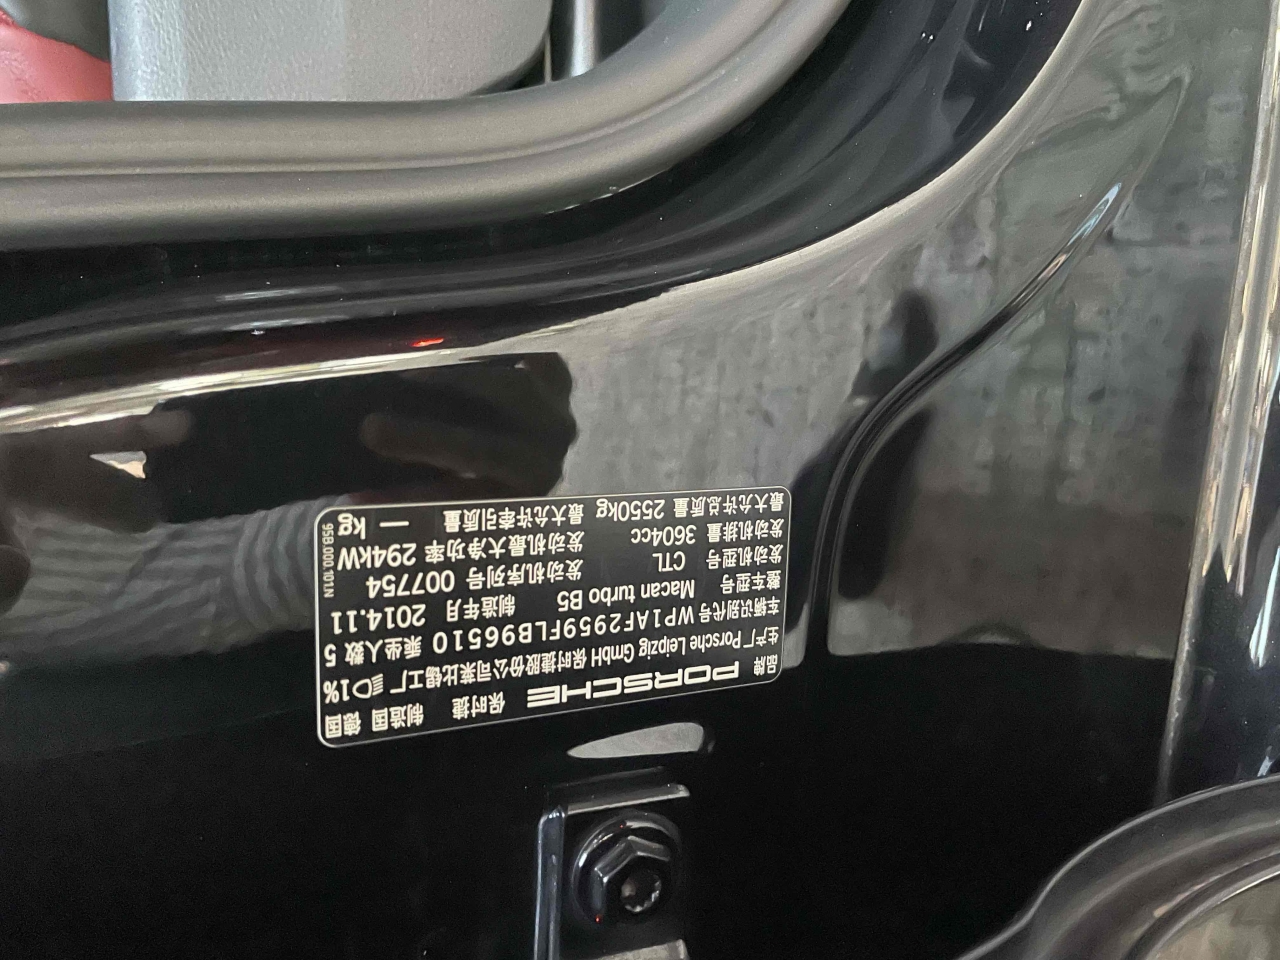 品牌 PORSCHE 保时捷 制造国 德国
生产厂 Porsche Leipzig GmbH 保时捷股份公司莱比锡工厂 D1%
车辆识别代号 WP1AF2959FLB96510 乘坐人数 5
整车型号 Macan turbo B5 制造年月 2014.11
发动机型号 CTL 发动机序列号 007754
发动机排量 3604cc 发动机最大净功率 294kW
最大允许总质量 2550kg 最大允许牵引质量 — kg
95B.000.101N